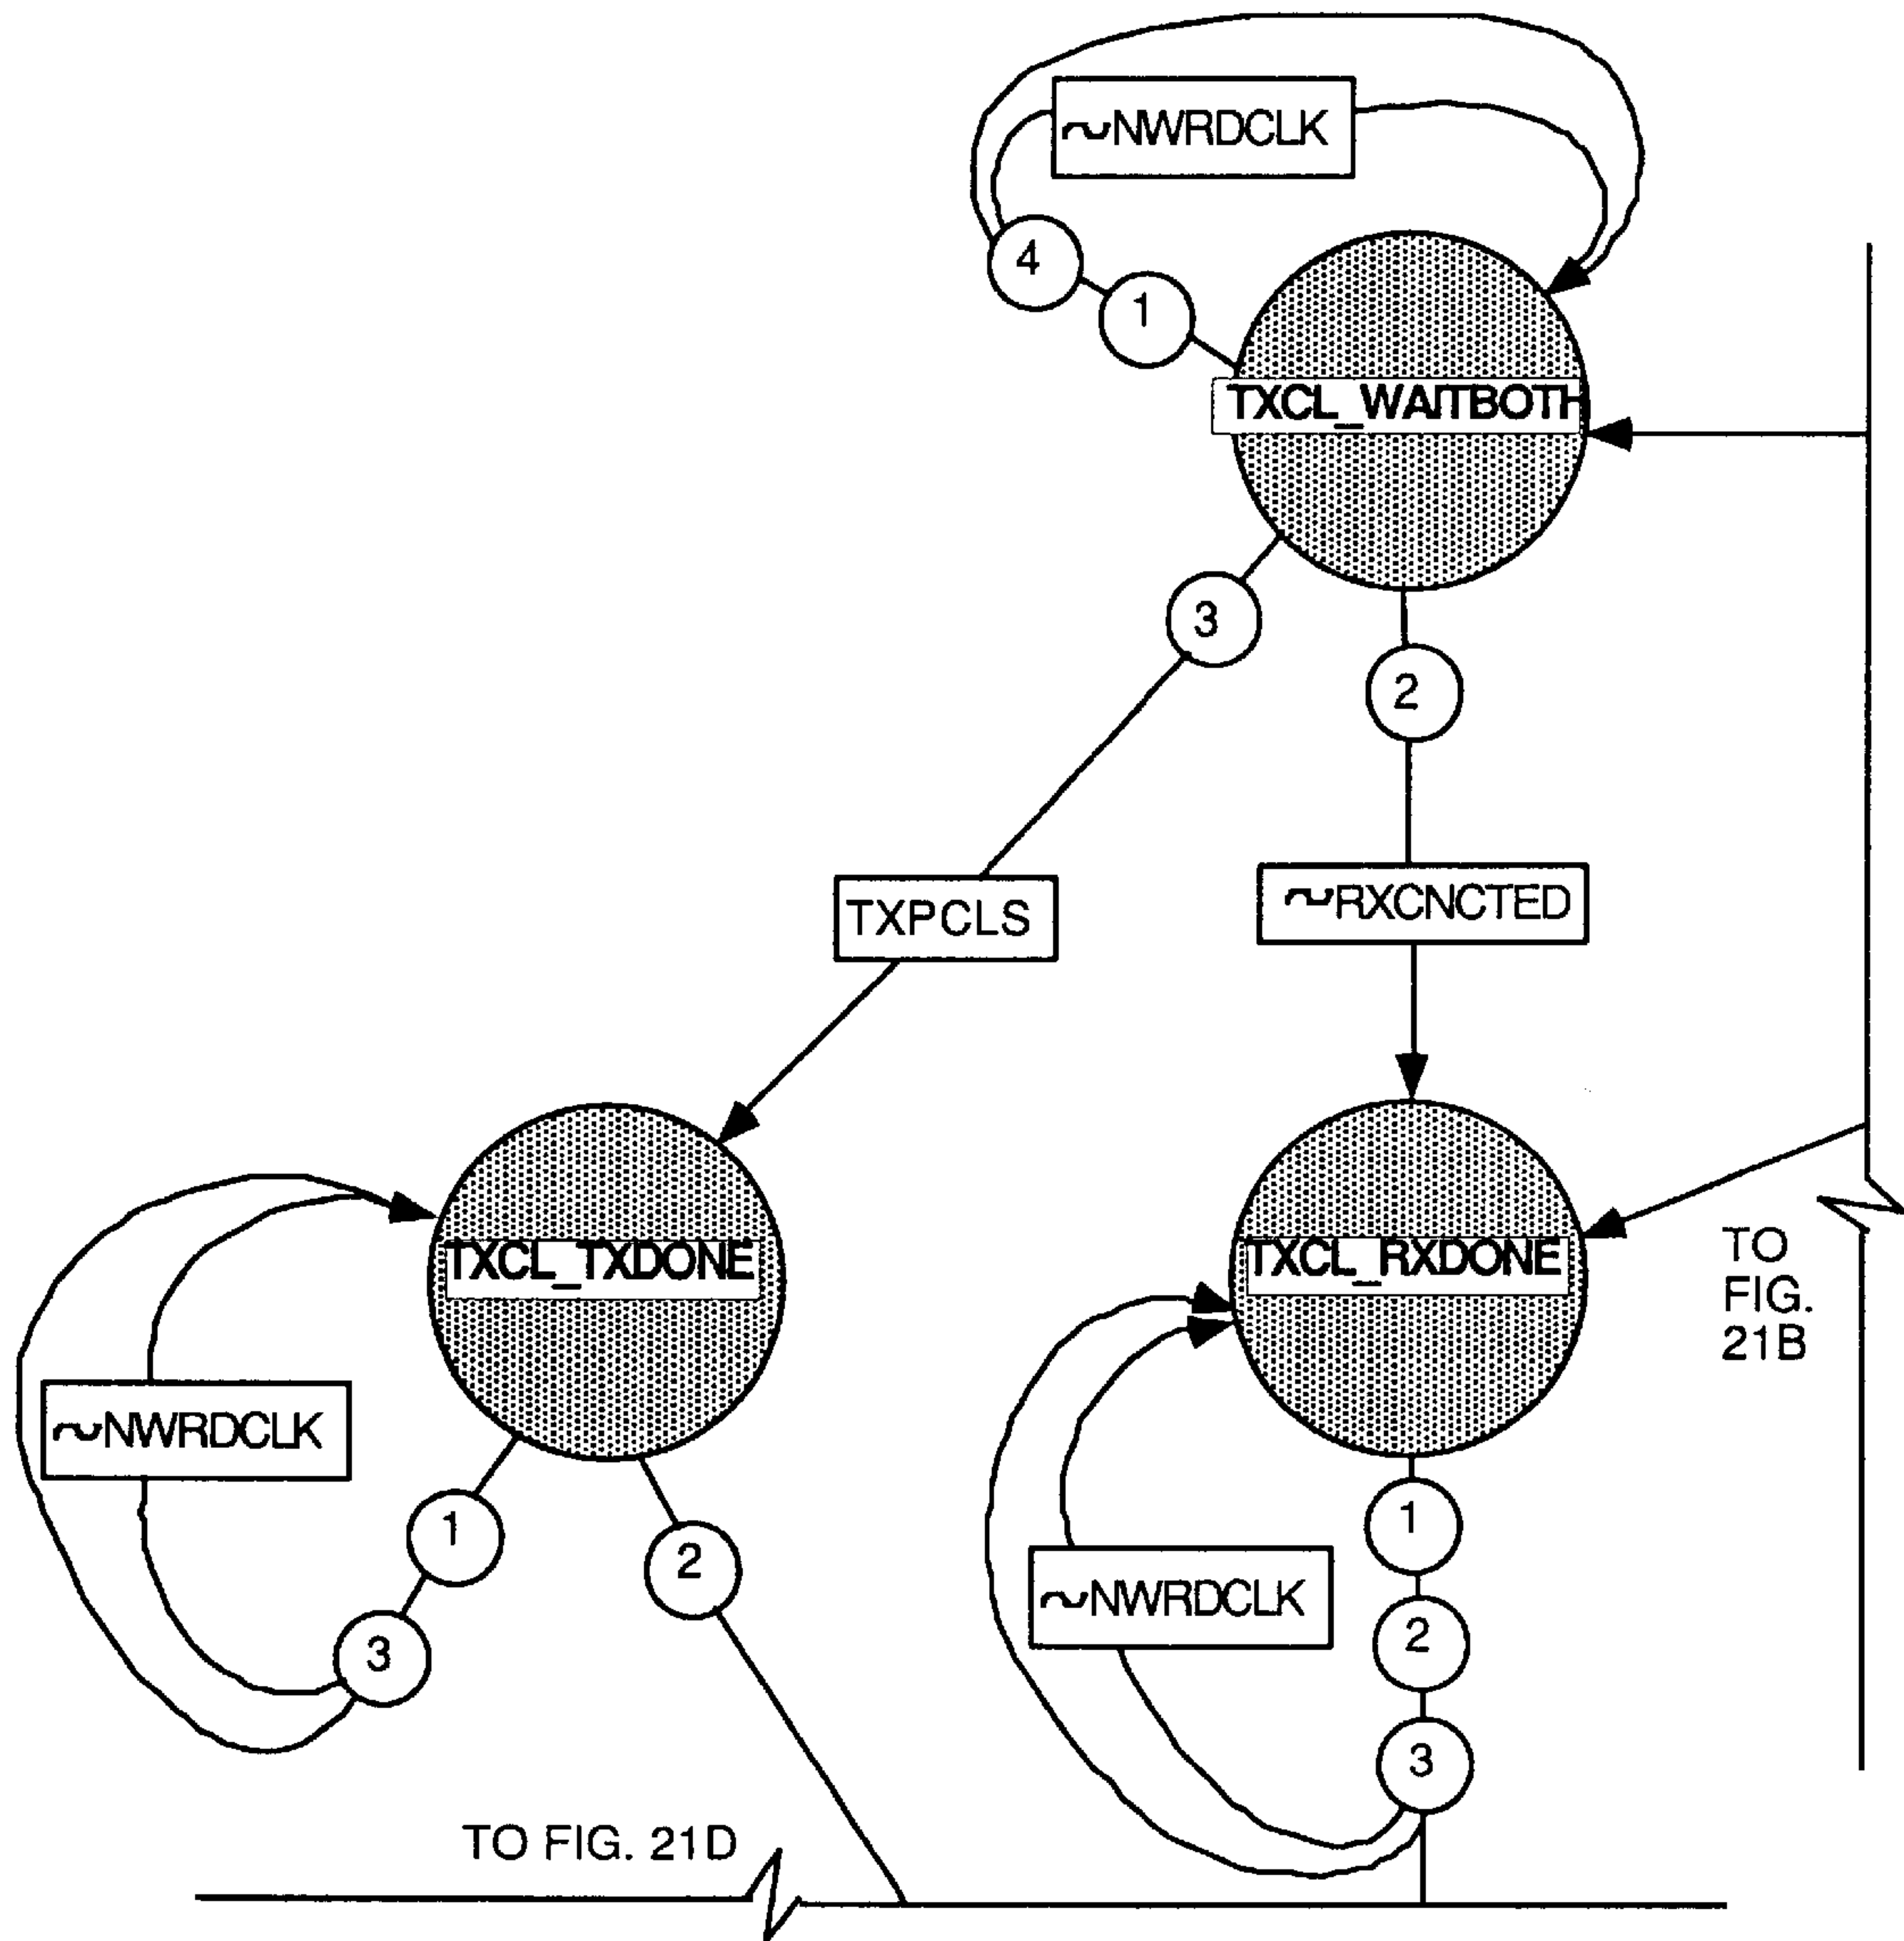 ~NWRDCLK
4
1
TXCL_WAITBOTH
3
2
TXPCLS
~RXCNCTED
TXCL_TXDONE
TXCL_RXDONE
TO
FIG.
21B
~NWRDCLK
1
2
3
1
~NWRDCLK
2
3
TO FIG. 21D